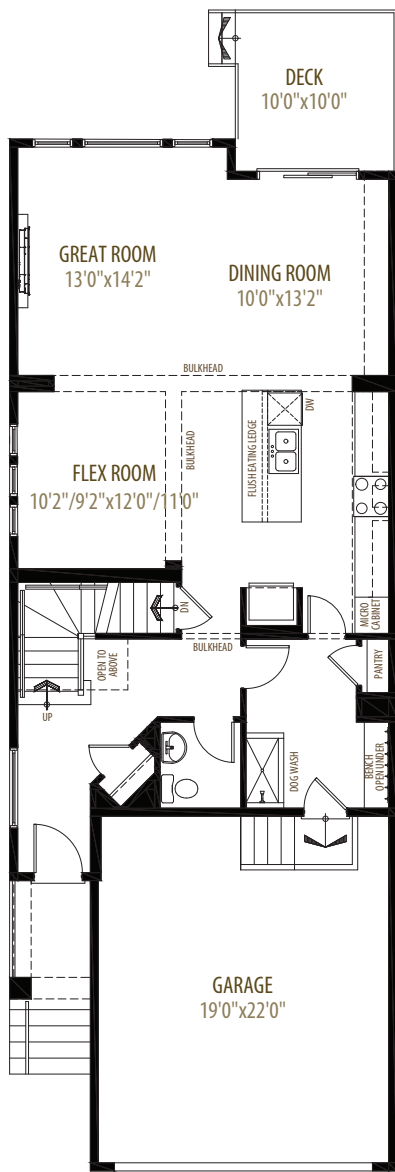 DECK
10'0"x10'0"
GREAT ROOM
13'0"x14'2"
DINING ROOM
10'0"x13'2"
BULKHEAD
DW
FLUSH EATING LEDGE
BULKHEAD
FLEX ROOM
10'2"/9'2"x12'0"/11'0"
MICRO
CABINET
DN
BULKHEAD
OPEN TO
ABOVE
PANTRY
UP
DOG WASH
BENCH
OPEN UNDER
GARAGE
19'0"x22'0"